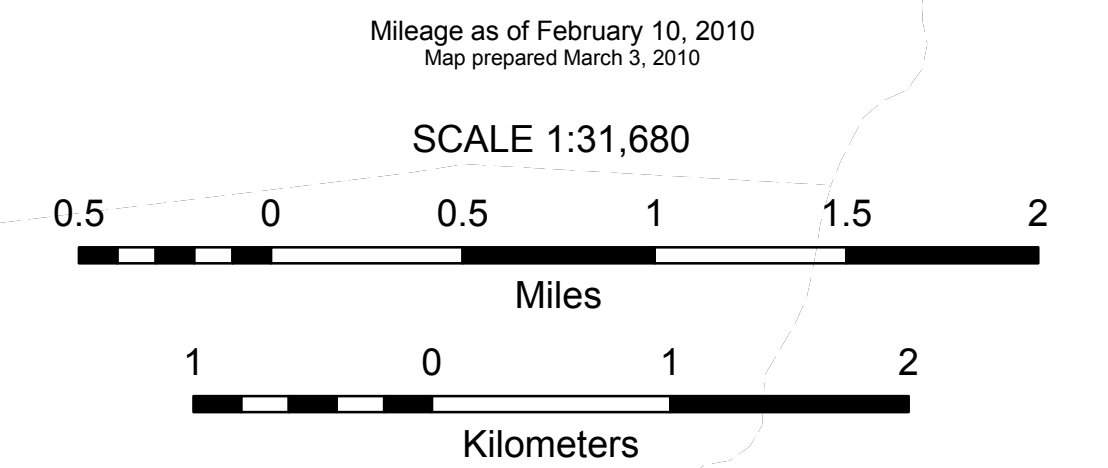 Mileage as of February 10, 2010
Map prepared March 3, 2010
SCALE 1:31,680
0.5 0 0.5 1 1.5 2
Miles
1 0 1 2
Kilometers